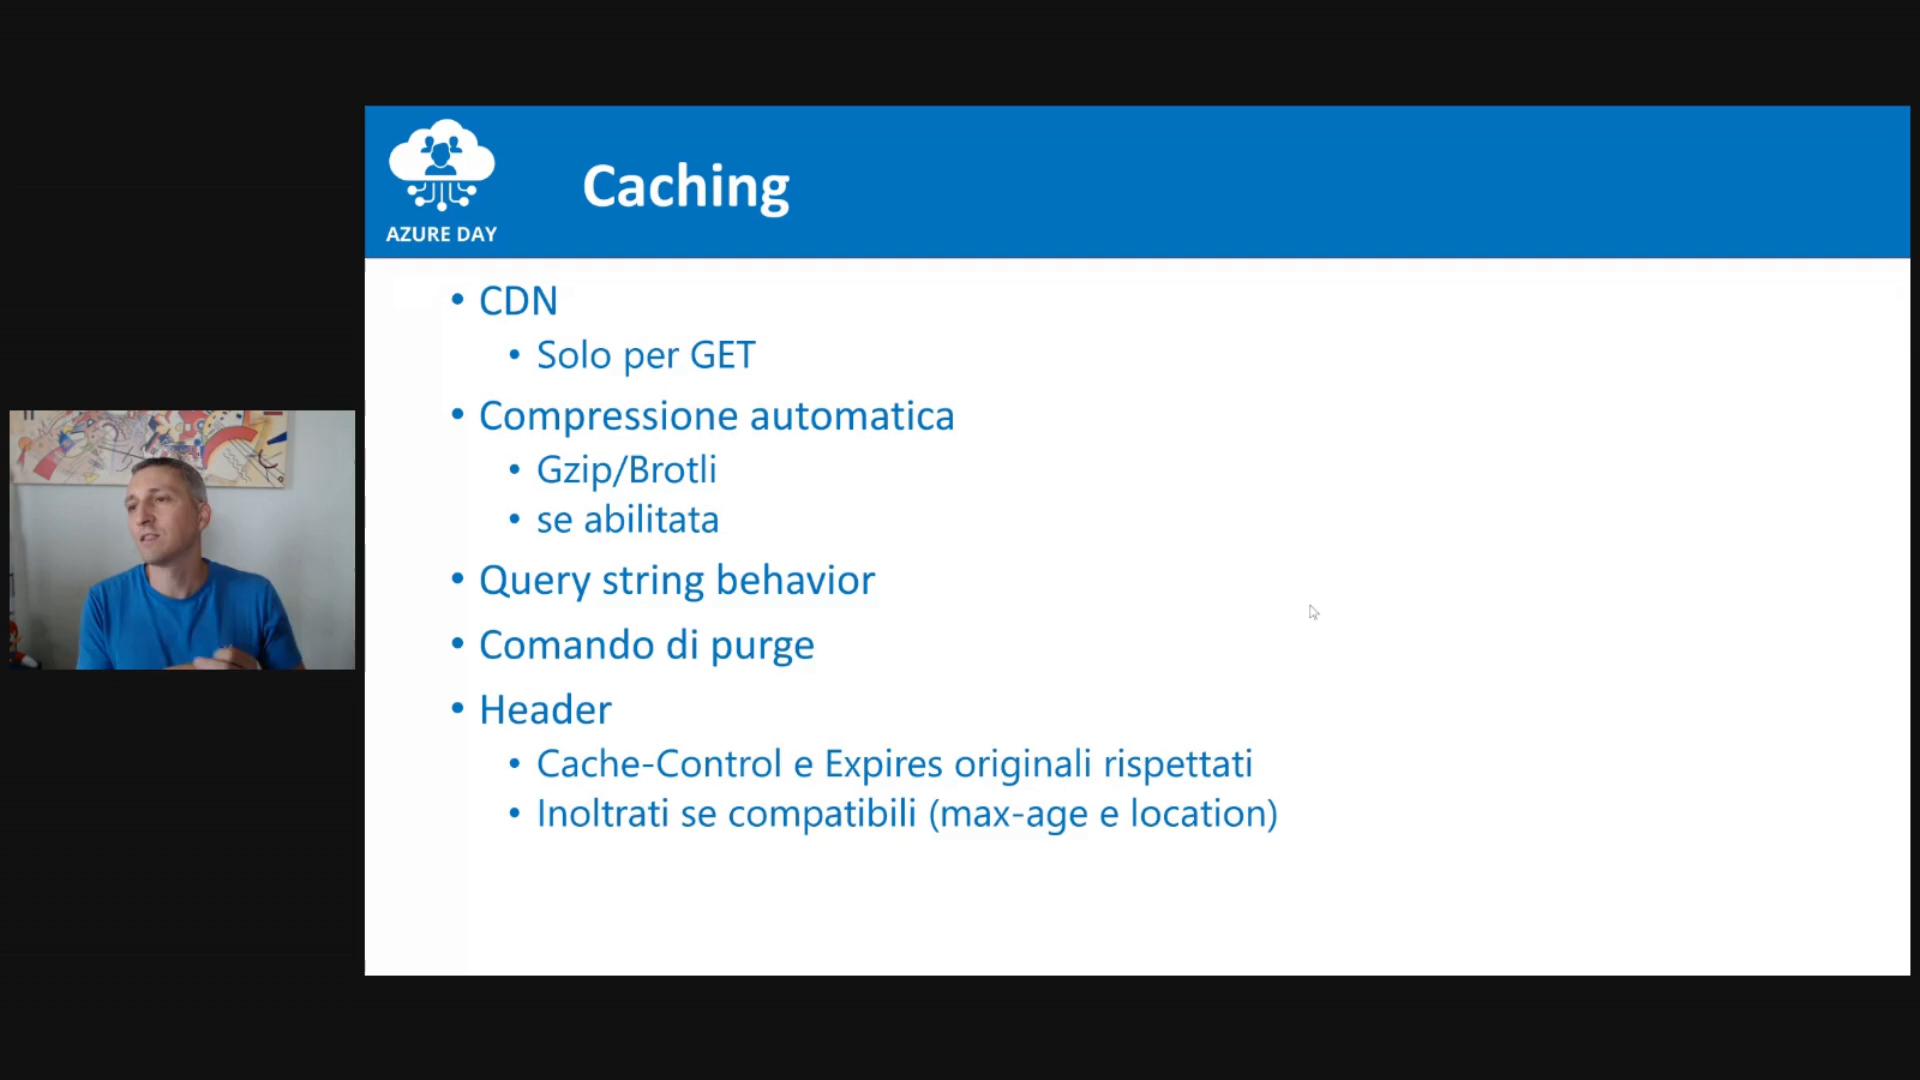 AZURE DAY
Caching
• CDN
• Solo per GET
• Compressione automatica
• Gzip/Brotli
• se abilitata
• Query string behavior
• Comando di purge
• Header
• Cache-Control e Expires originali rispettati
• Inoltrati se compatibili (max-age e location)